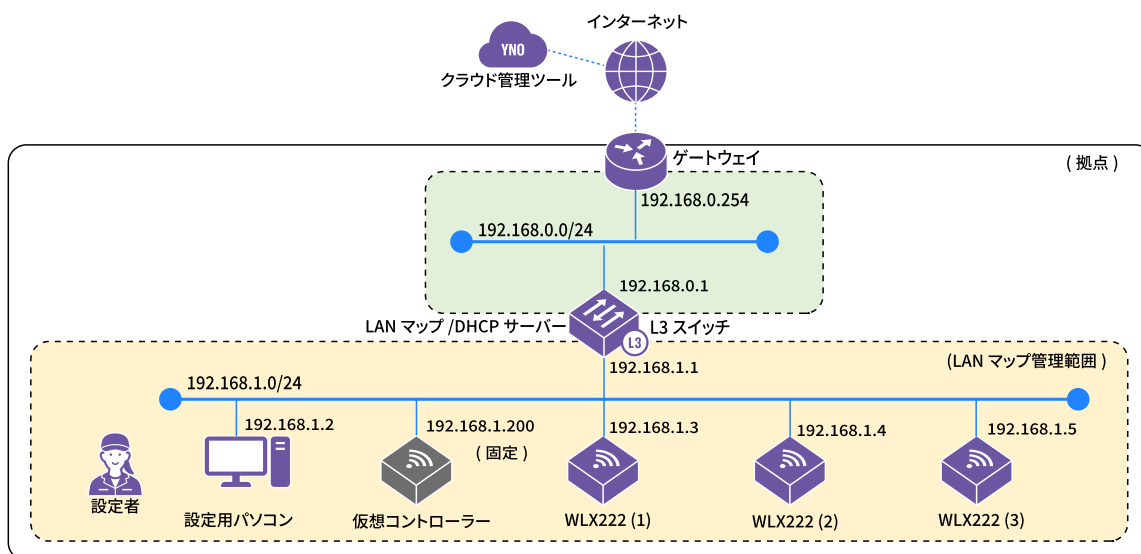 インターネット
YNO
クラウド管理ツール
ゲートウェイ
( 拠点 )
192.168.0.254
192.168.0.0/24
192.168.0.1
LAN マップ /DHCP サーバー
L3 スイッチ
L3
192.168.1.1
(LAN マップ管理範囲 )
192.168.1.0/24
192.168.1.2
192.168.1.200
( 固定 )
192.168.1.3
192.168.1.4
192.168.1.5
設定者
設定用パソコン
仮想コントローラー
WLX222 (1)
WLX222 (2)
WLX222 (3)